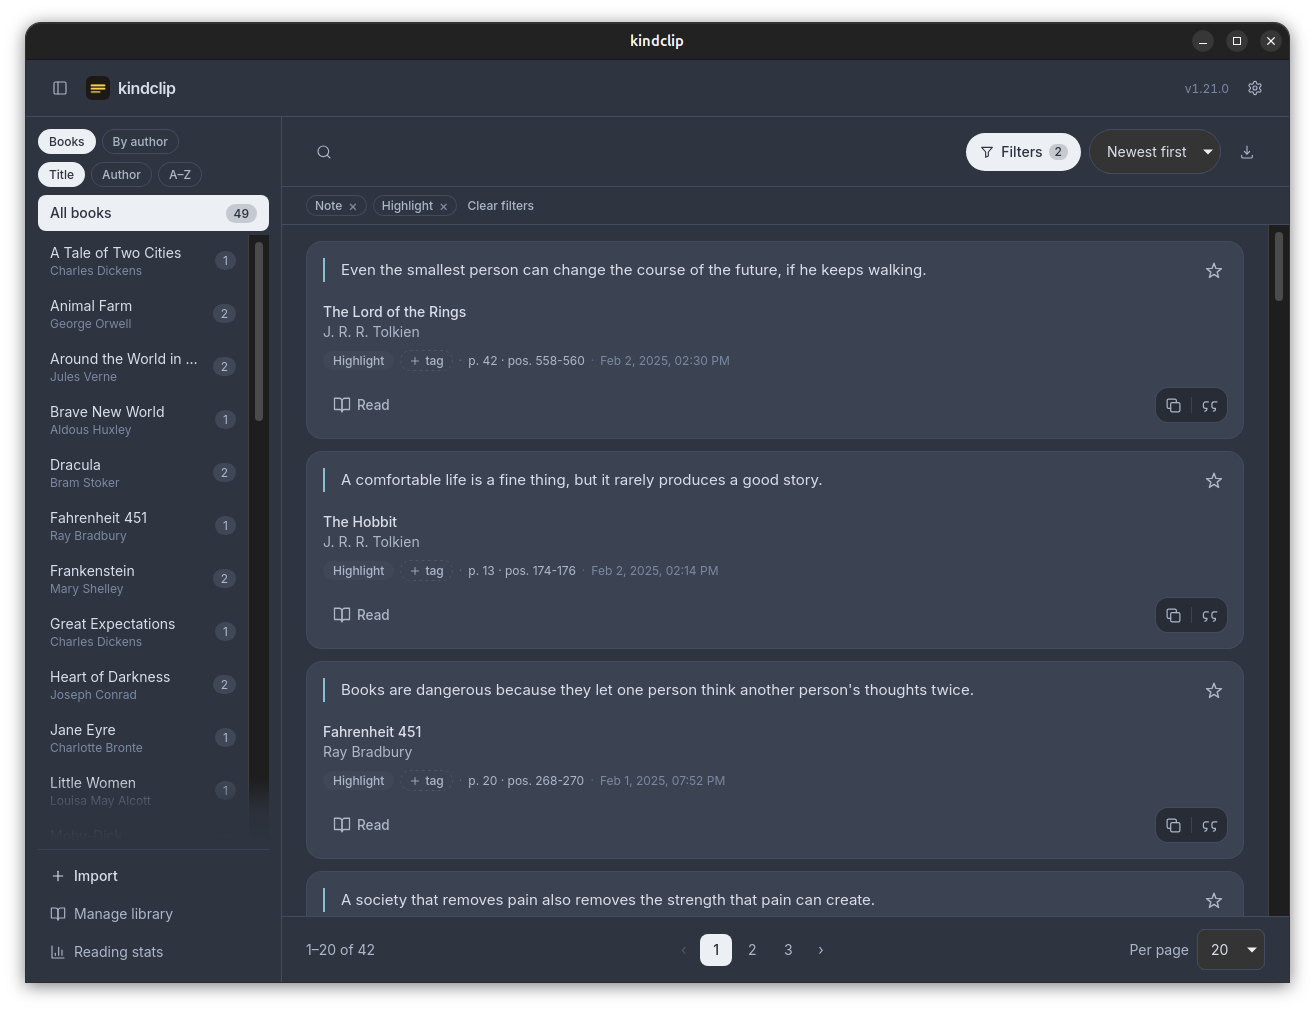 kindclip
kindclip
v1.21.0
Books By author
Title Author A–Z
All books 49
A Tale of Two Cities
Charles Dickens
1
Animal Farm
George Orwell
2
Around the World in ...
Jules Verne
2
Brave New World
Aldous Huxley
1
Dracula
Bram Stoker
2
Fahrenheit 451
Ray Bradbury
1
Frankenstein
Mary Shelley
2
Great Expectations
Charles Dickens
1
Heart of Darkness
Joseph Conrad
2
Jane Eyre
Charlotte Bronte
1
Little Women
Louisa May Alcott
1
Moby-Dick
Import
Manage library
Reading stats
Filters 2
Newest first
Note × Highlight × Clear filters
Even the smallest person can change the course of the future, if he keeps walking.
The Lord of the Rings
J. R. R. Tolkien
Highlight + tag · p. 42 · pos. 558-560 · Feb 2, 2025, 02:30 PM
Read
A comfortable life is a fine thing, but it rarely produces a good story.
The Hobbit
J. R. R. Tolkien
Highlight + tag · p. 13 · pos. 174-176 · Feb 2, 2025, 02:14 PM
Read
Books are dangerous because they let one person think another person's thoughts twice.
Fahrenheit 451
Ray Bradbury
Highlight + tag · p. 20 · pos. 268-270 · Feb 1, 2025, 07:52 PM
Read
A society that removes pain also removes the strength that pain can create.
1–20 of 42
‹ 1 2 3 ›
Per page 20